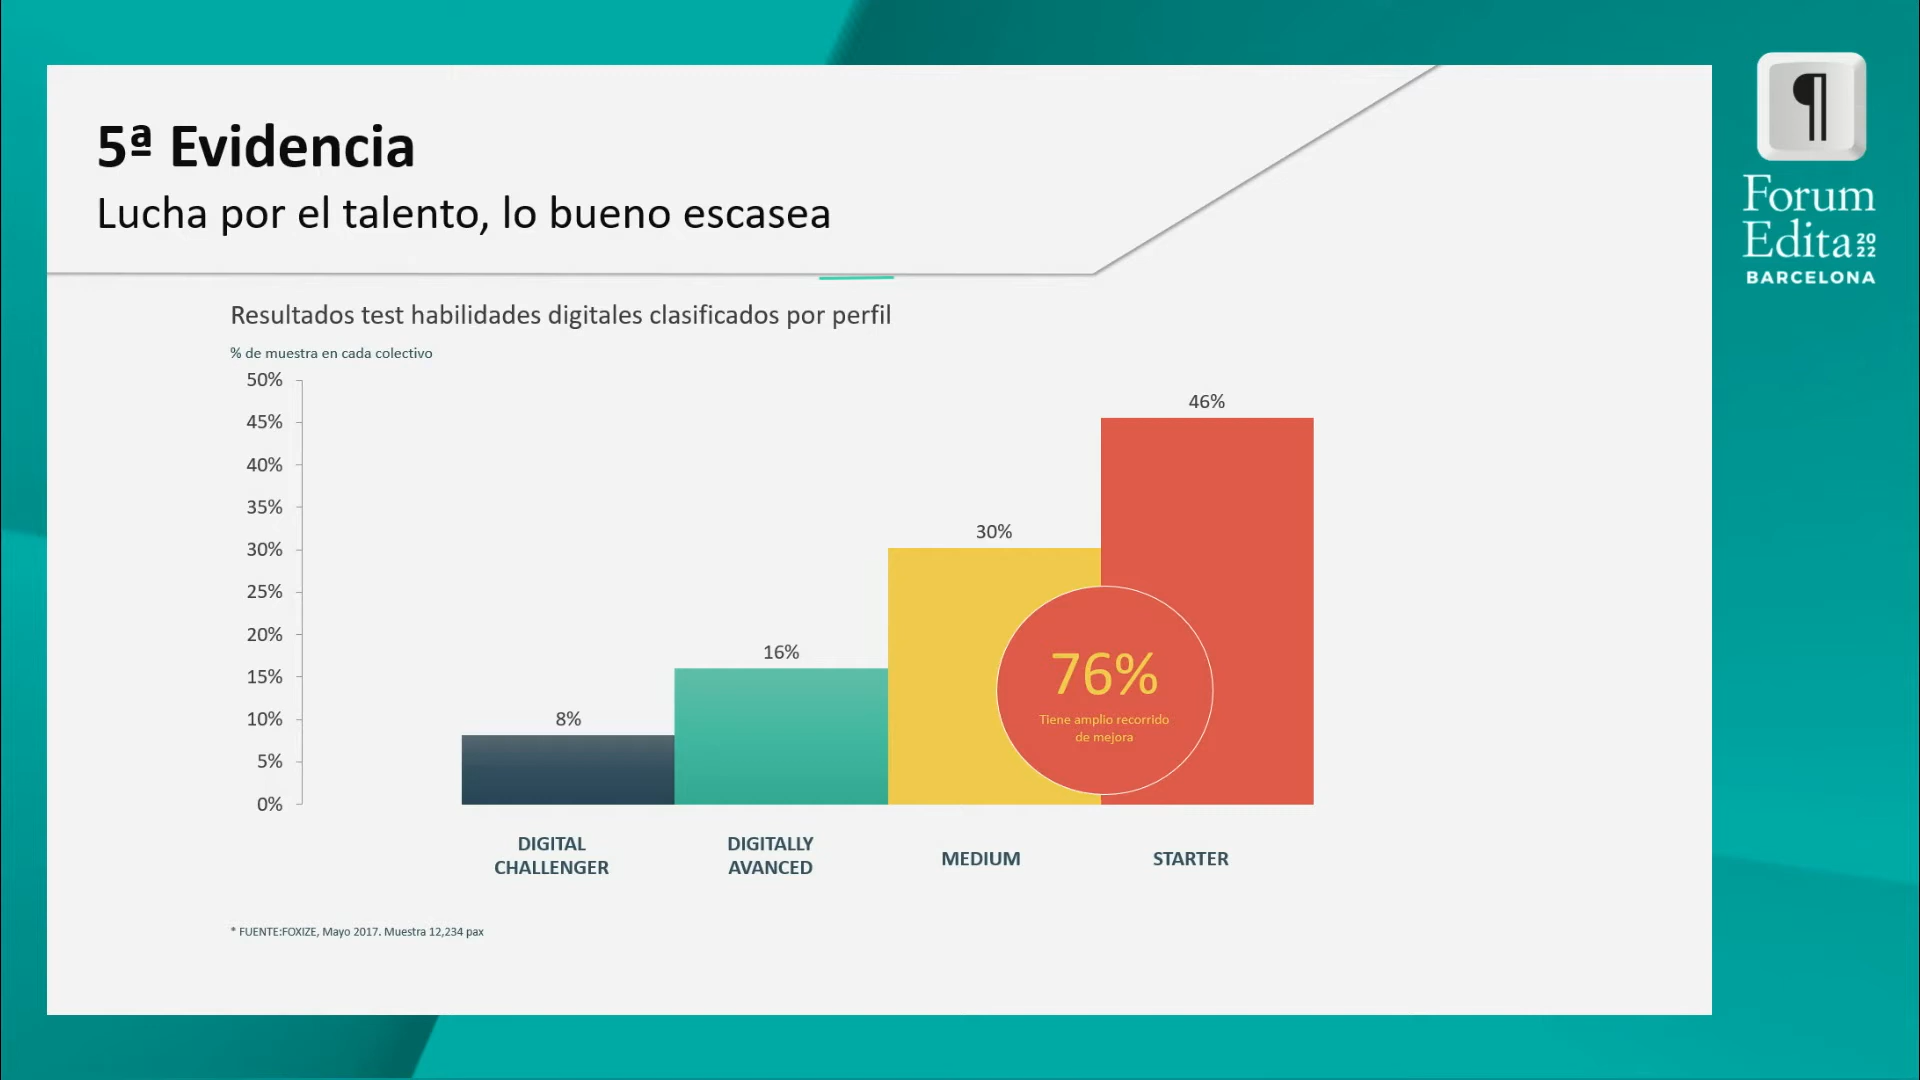 5ª Evidencia
Lucha por el talento, lo bueno escasea
¶
Forum
Edita 20 22
BARCELONA
Resultados test habilidades digitales clasificados por perfil
% de muestra en cada colectivo
50%
45%
40%
35%
30%
25%
20%
15%
10%
5%
0%
8%
16%
30%
46%
76%
Tiene amplio recorrido
de mejora
DIGITAL
CHALLENGER
DIGITALLY
AVANCED
MEDIUM
STARTER
* FUENTE:FOXIZE, Mayo 2017. Muestra 12,234 pax